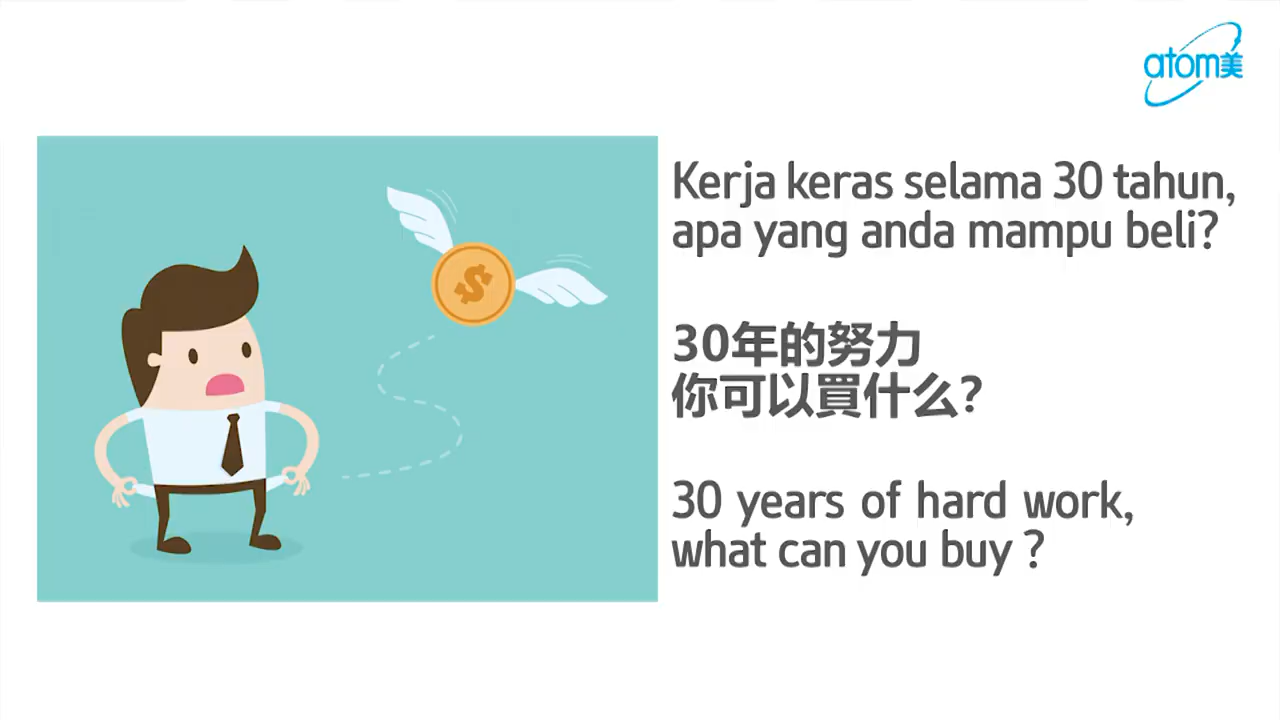 atom美
Kerja keras selama 30 tahun,
apa yang anda mampu beli?
30年的努力
你可以買什么?
30 years of hard work,
what can you buy ?
$